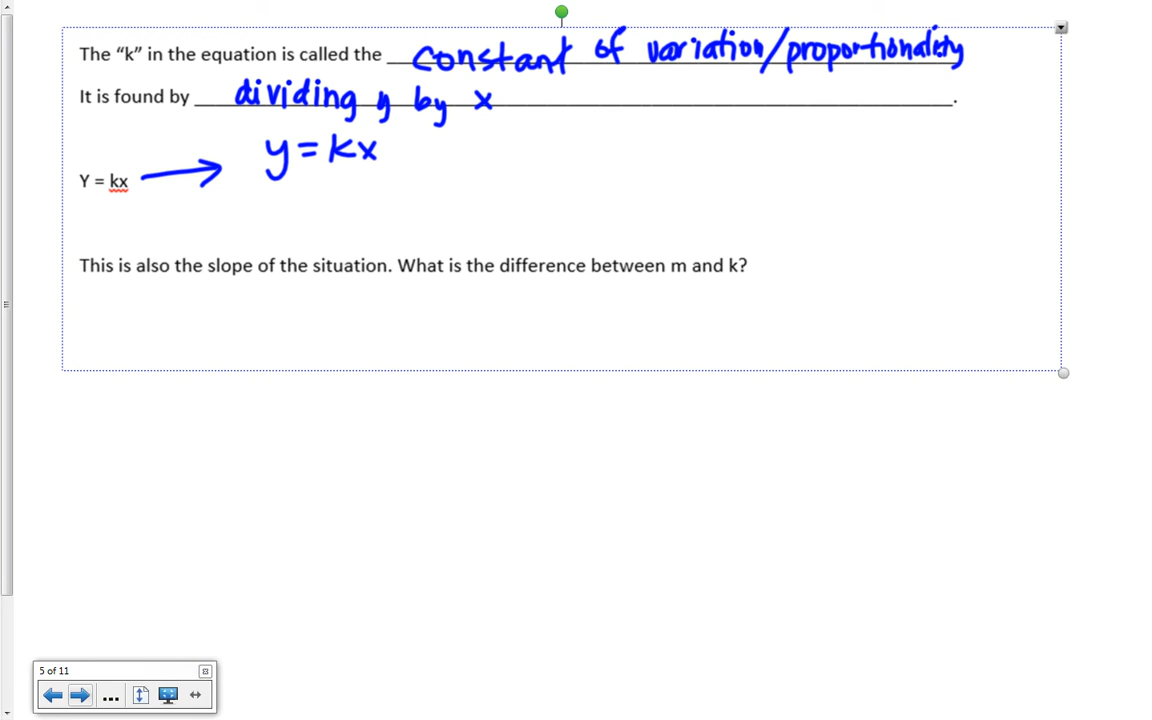 The “k” in the equation is called the constant of variation/proportionality
It is found by dividing y by x.
y = kx
Y = kx
This is also the slope of the situation. What is the difference between m and k?
5 of 11